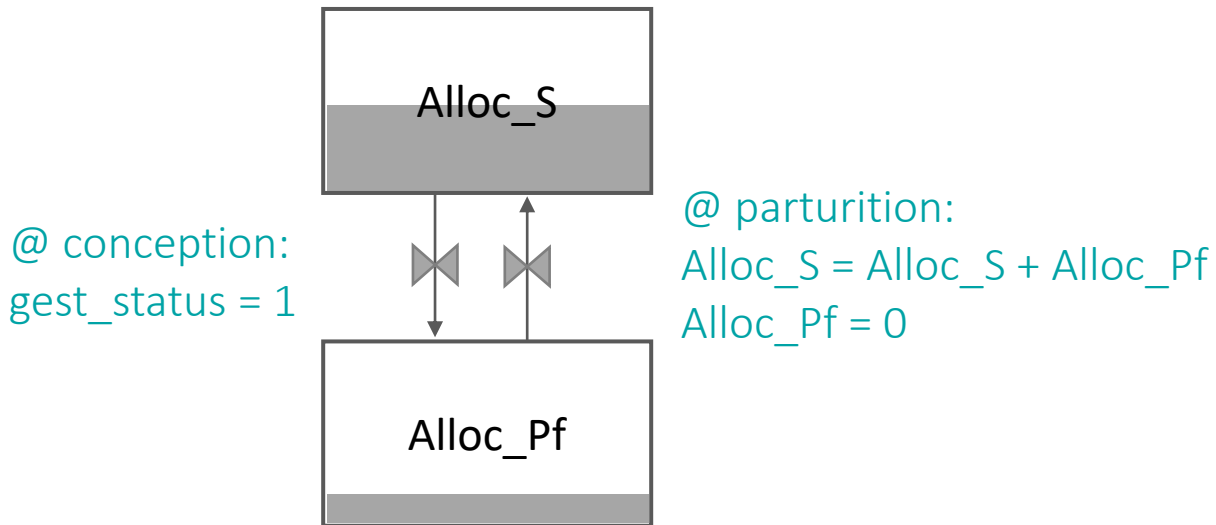 Alloc_S
@ conception:
gest_status = 1
@ parturition:
Alloc_S = Alloc_S + Alloc_Pf
Alloc_Pf = 0
Alloc_Pf